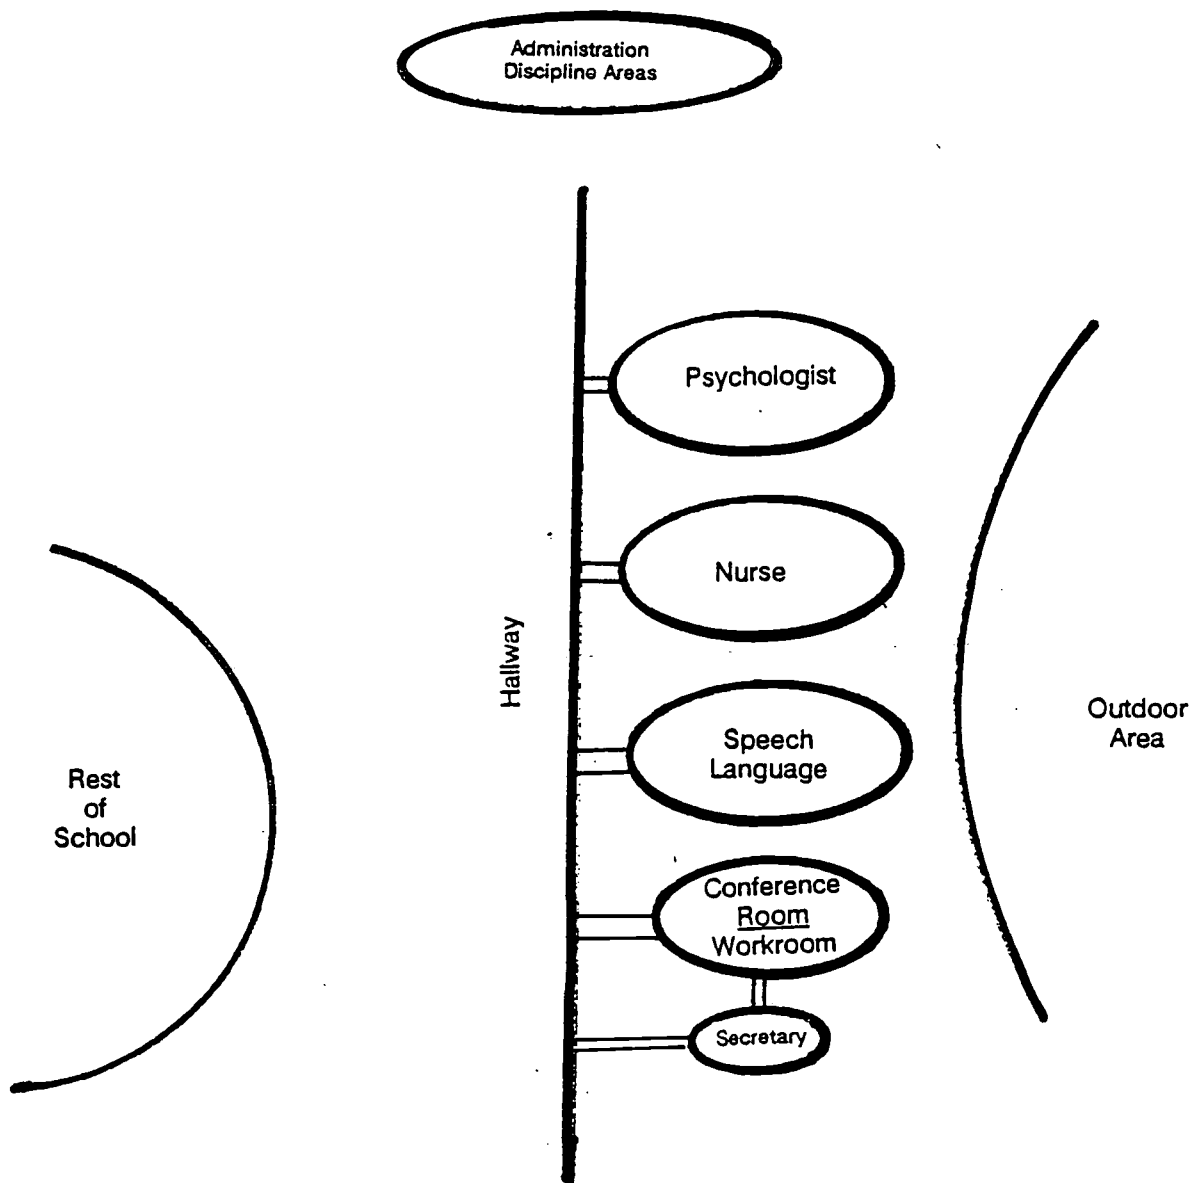 Administration
Discipline Areas
Psychologist
Nurse
Hallway
Speech
Language
Outdoor
Area
Rest
of
School
Conference
Room
Workroom
Secretary